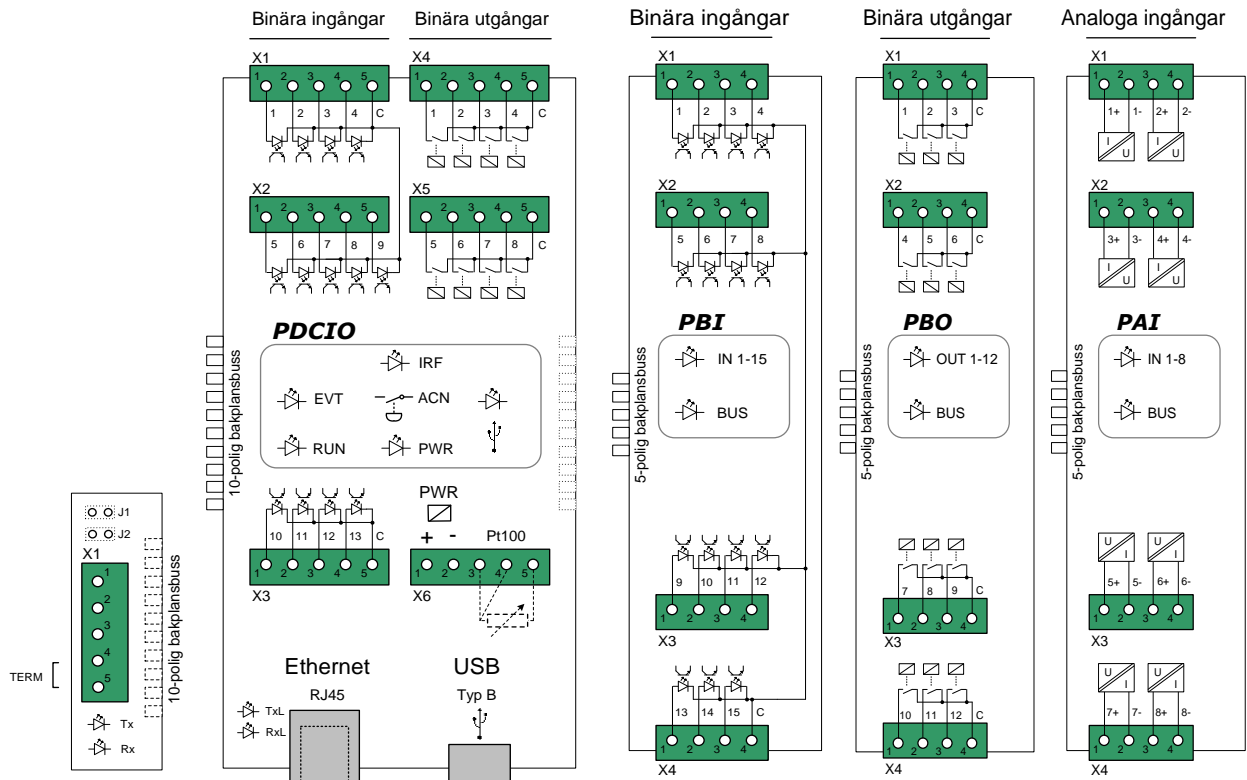 Binära ingångar
Binära utgångar
X1
1 2 3 4 5
1 2 3 4 C
X4
1 2 3 4 5
1 2 3 4 C
X2
1 2 3 4 5
5 6 7 8 9
X5
1 2 3 4 5
5 6 7 8 C
PDCIO
IRF
EVT
ACN
RUN
PWR
10-polig bakplansbuss
10 11 12 13 C
1 2 3 4 5
X3
PWR
+ -
Pt100
1 2 3 4 5
X6
Ethernet
RJ45
TxL
RxL
USB
Typ B
J1
J2
X1
1
2
3
4
5
TERM
Tx
Rx
10-polig bakplansbuss
Binära ingångar
X1
1 2 3 4
1 2 3 4
X2
1 2 3 4
5 6 7 8
PBI
IN 1-15
BUS
5-polig bakplansbuss
9 10 11 12
1 2 3 4
X3
13 14 15 C
1 2 3 4
X4
Binära utgångar
X1
1 2 3 4
1 2 3 C
X2
1 2 3 4
4 5 6 C
PBO
OUT 1-12
BUS
5-polig bakplansbuss
7 8 9 C
1 2 3 4
X3
10 11 12 C
1 2 3 4
X4
Analoga ingångar
X1
1 2 3 4
1+ 1- 2+ 2-
I U I U
X2
1 2 3 4
3+ 3- 4+ 4-
I U I U
PAI
IN 1-8
BUS
5-polig bakplansbuss
U I U I
5+ 5- 6+ 6-
1 2 3 4
X3
U I U I
7+ 7- 8+ 8-
1 2 3 4
X4